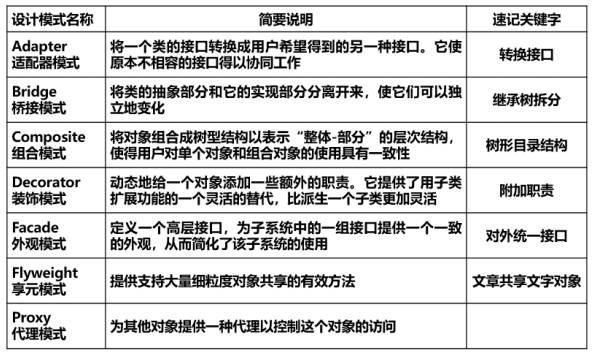 设计模式名称 简要说明 速记关键字
Adapter
适配器模式
将一个类的接口转换成用户希望得到的另一种接口。它使
原本不相容的接口得以协同工作
转换接口
Bridge
桥接模式
将类的抽象部分和它的实现部分分离开来，使它们可以独
立地变化
继承树拆分
Composite
组合模式
将对象组合成树型结构以表示“整体-部分”的层次结构，
使得用户对单个对象和组合对象的使用具有一致性
树形目录结构
Decorator
装饰模式
动态地给一个对象添加一些额外的职责。它提供了用子类
扩展功能的一个灵活的替代，比派生一个子类更加灵活
附加职责
Facade
外观模式
定义一个高层接口，为子系统中的一组接口提供一个一致
的外观，从而简化了该子系统的使用
对外统一接口
Flyweight
享元模式
提供支持大量细粒度对象共享的有效方法
文章共享文字对象
Proxy
代理模式
为其他对象提供一种代理以控制这个对象的访问